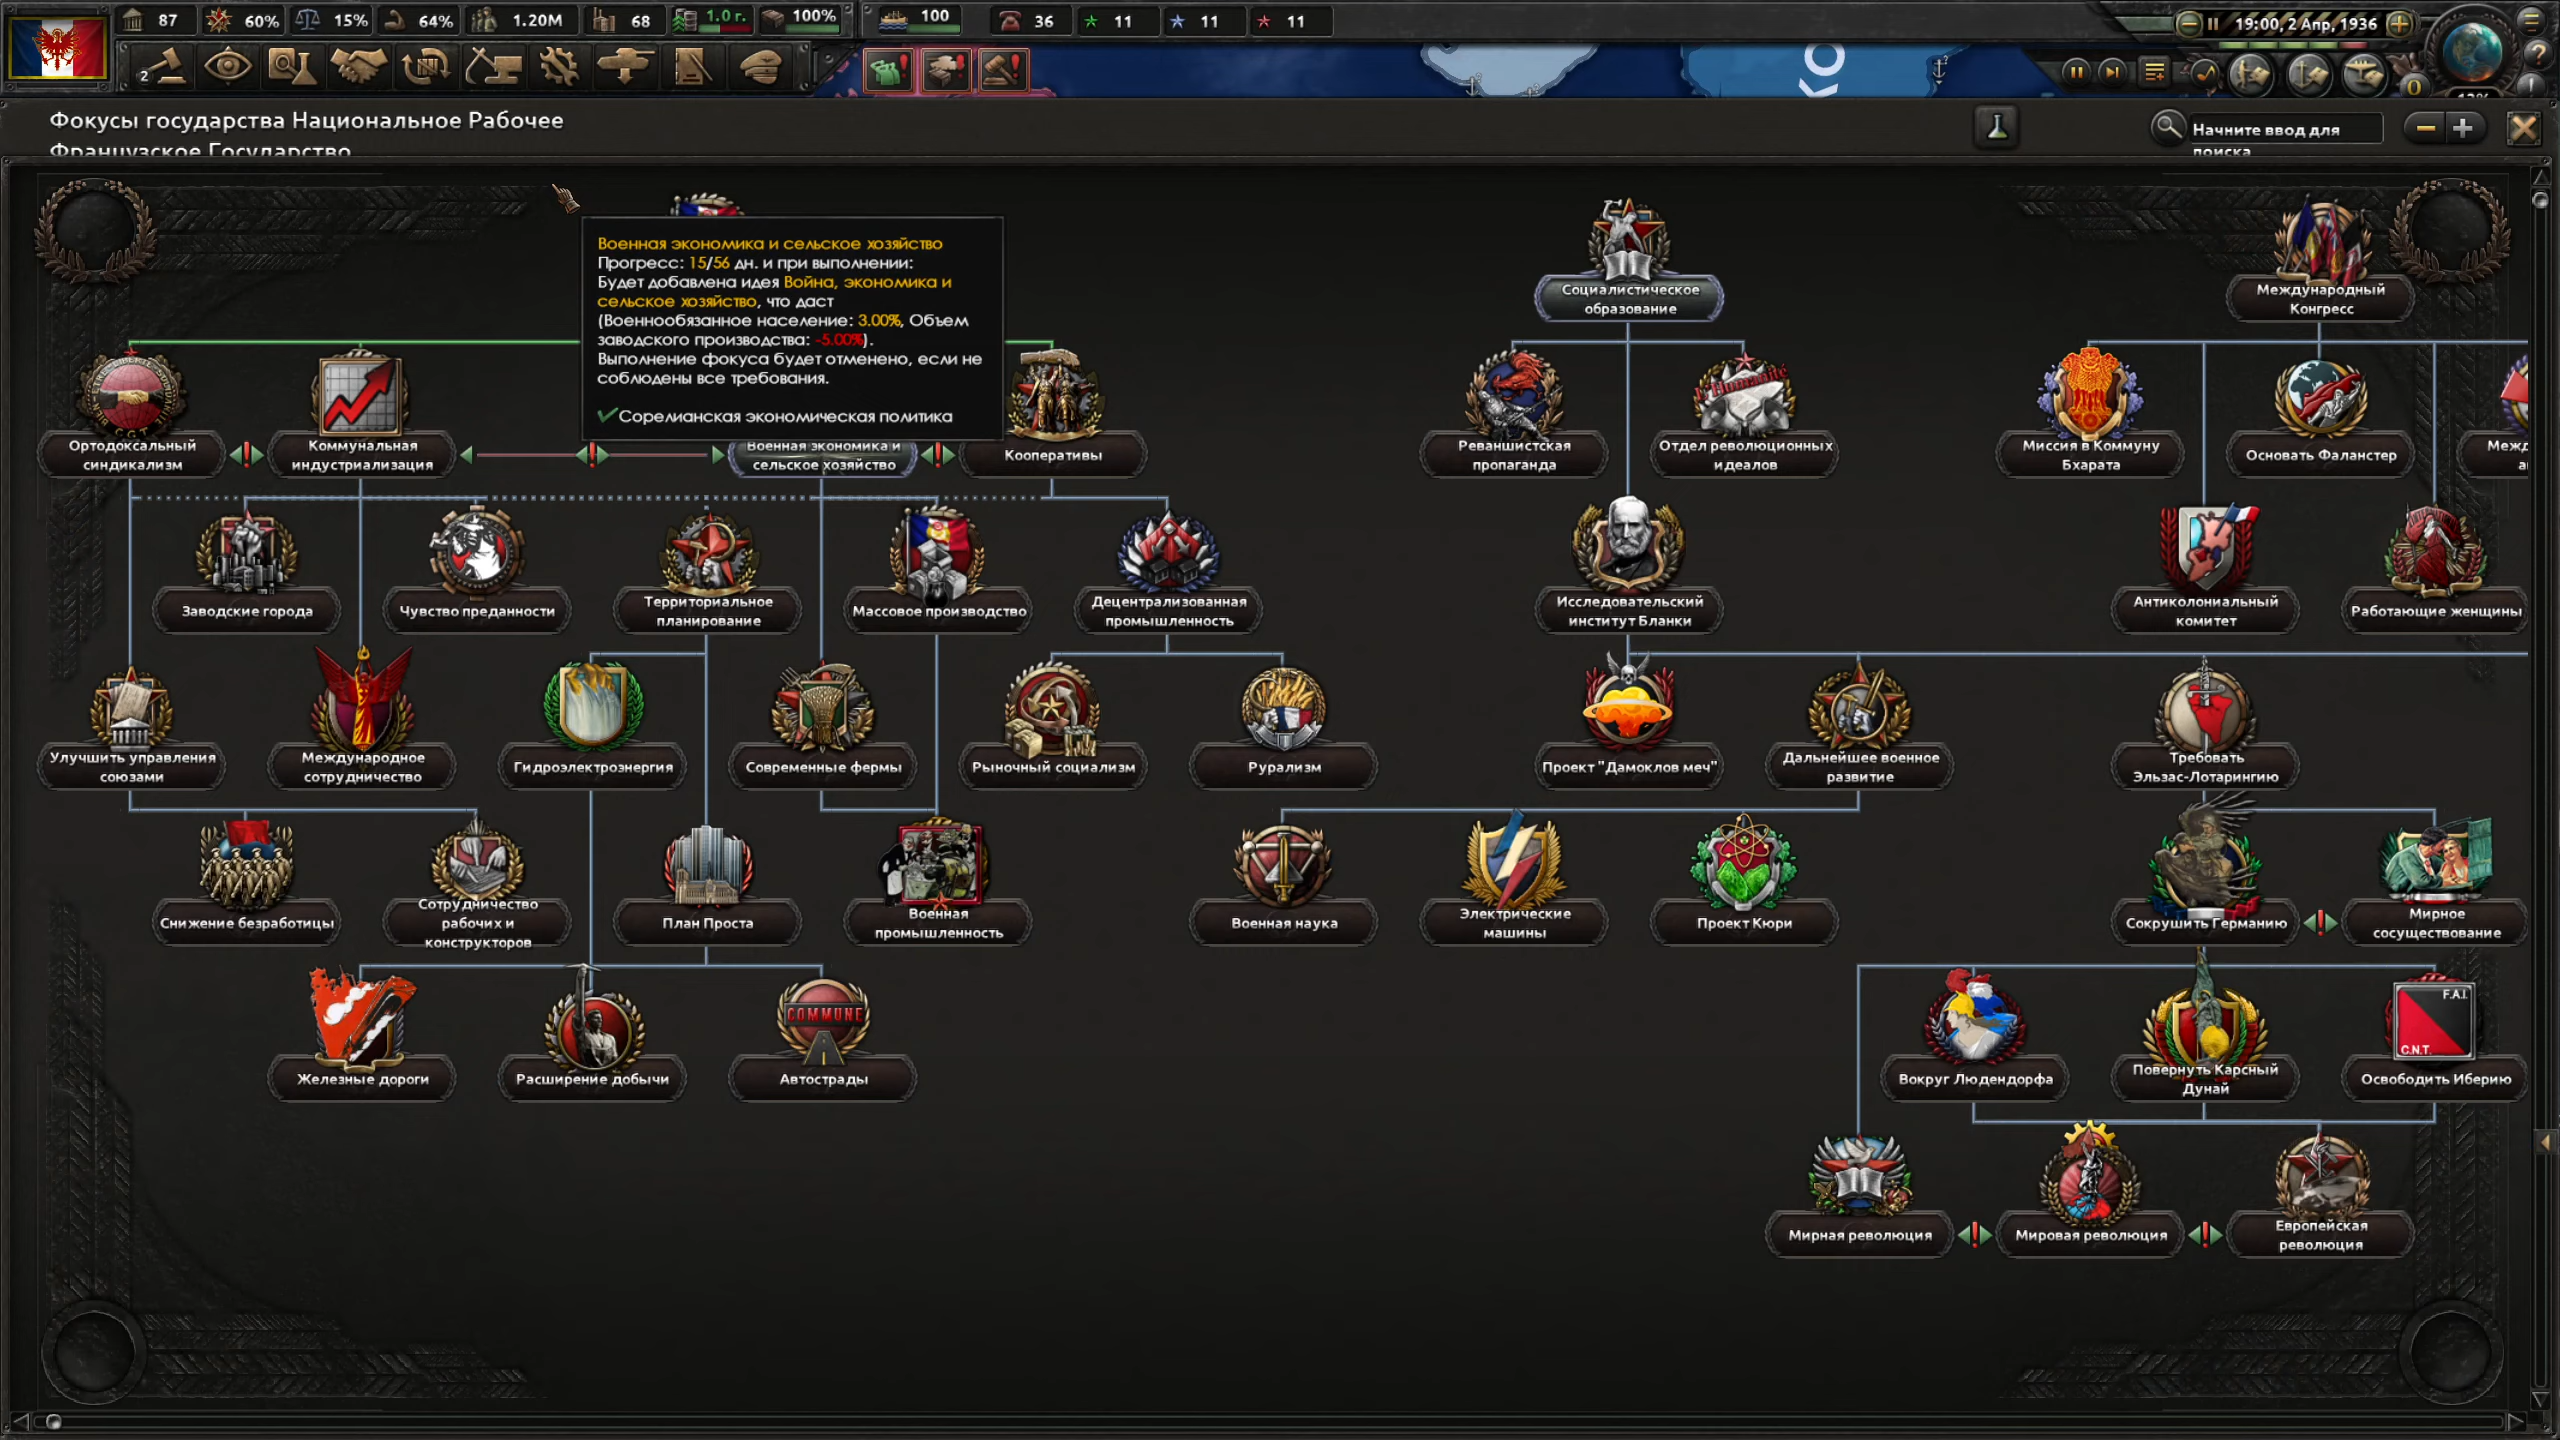 87
60%
15%
64%
1.20M
68
1.0 г.
100%
100
36
11
11
11
19:00, 2 Апр, 1936
2
0
Фокусы государства Национальное Рабочее
Французское Государство
Начните ввод для
поиска
Военная экономика и сельское хозяйство
Прогресс: 15/56 дн. и при выполнении:
Будет добавлена идея Война, экономика и
сельское хозяйство, что даст
(Военнообязанное население: 3.00%, Объем
заводского производства: -5.00%).
Выполнение фокуса будет отменено, если не
соблюдены все требования.
Сорелианская экономическая политика
Социалистическое
образование
Международный
Конгресс
Ортодоксальный
синдикализм
Коммунальная
индустриализация
Военная экономика и
сельское хозяйство
Кооперативы
Реваншистская
пропаганда
l'Humanité
Отдел революционных
идеалов
Миссия в Коммуну
Бхарата
Основать Фаланстер
Заводские города
Чувство преданности
Территориальное
планирование
Массовое производство
Децентрализованная
промышленность
Исследовательский
институт Бланки
Антиколониальный
комитет
Работающие женщины
Улучшить управления
союзами
Международное
сотрудничество
Гидроэлектроэнергия
Современные фермы
Рыночный социализм
Рурализм
Проект "Дамоклов меч"
Дальнейшее военное
развитие
Требовать
Эльзас-Лотарингию
Снижение безработицы
Сотрудничество
рабочих и
конструкторов
План Проста
Военная
промышленность
Военная наука
Электрические
машины
Проект Кюри
Сокрушить Германию
Мирное
сосуществование
Железные дороги
Расширение добычи
COMMUNE
Автострады
Вокруг Людендорфа
Повернуть Карсный
Дунай
F.A.I.
C.N.T.
Освободить Иберию
Мирная революция
Мировая революция
Европейская
революция